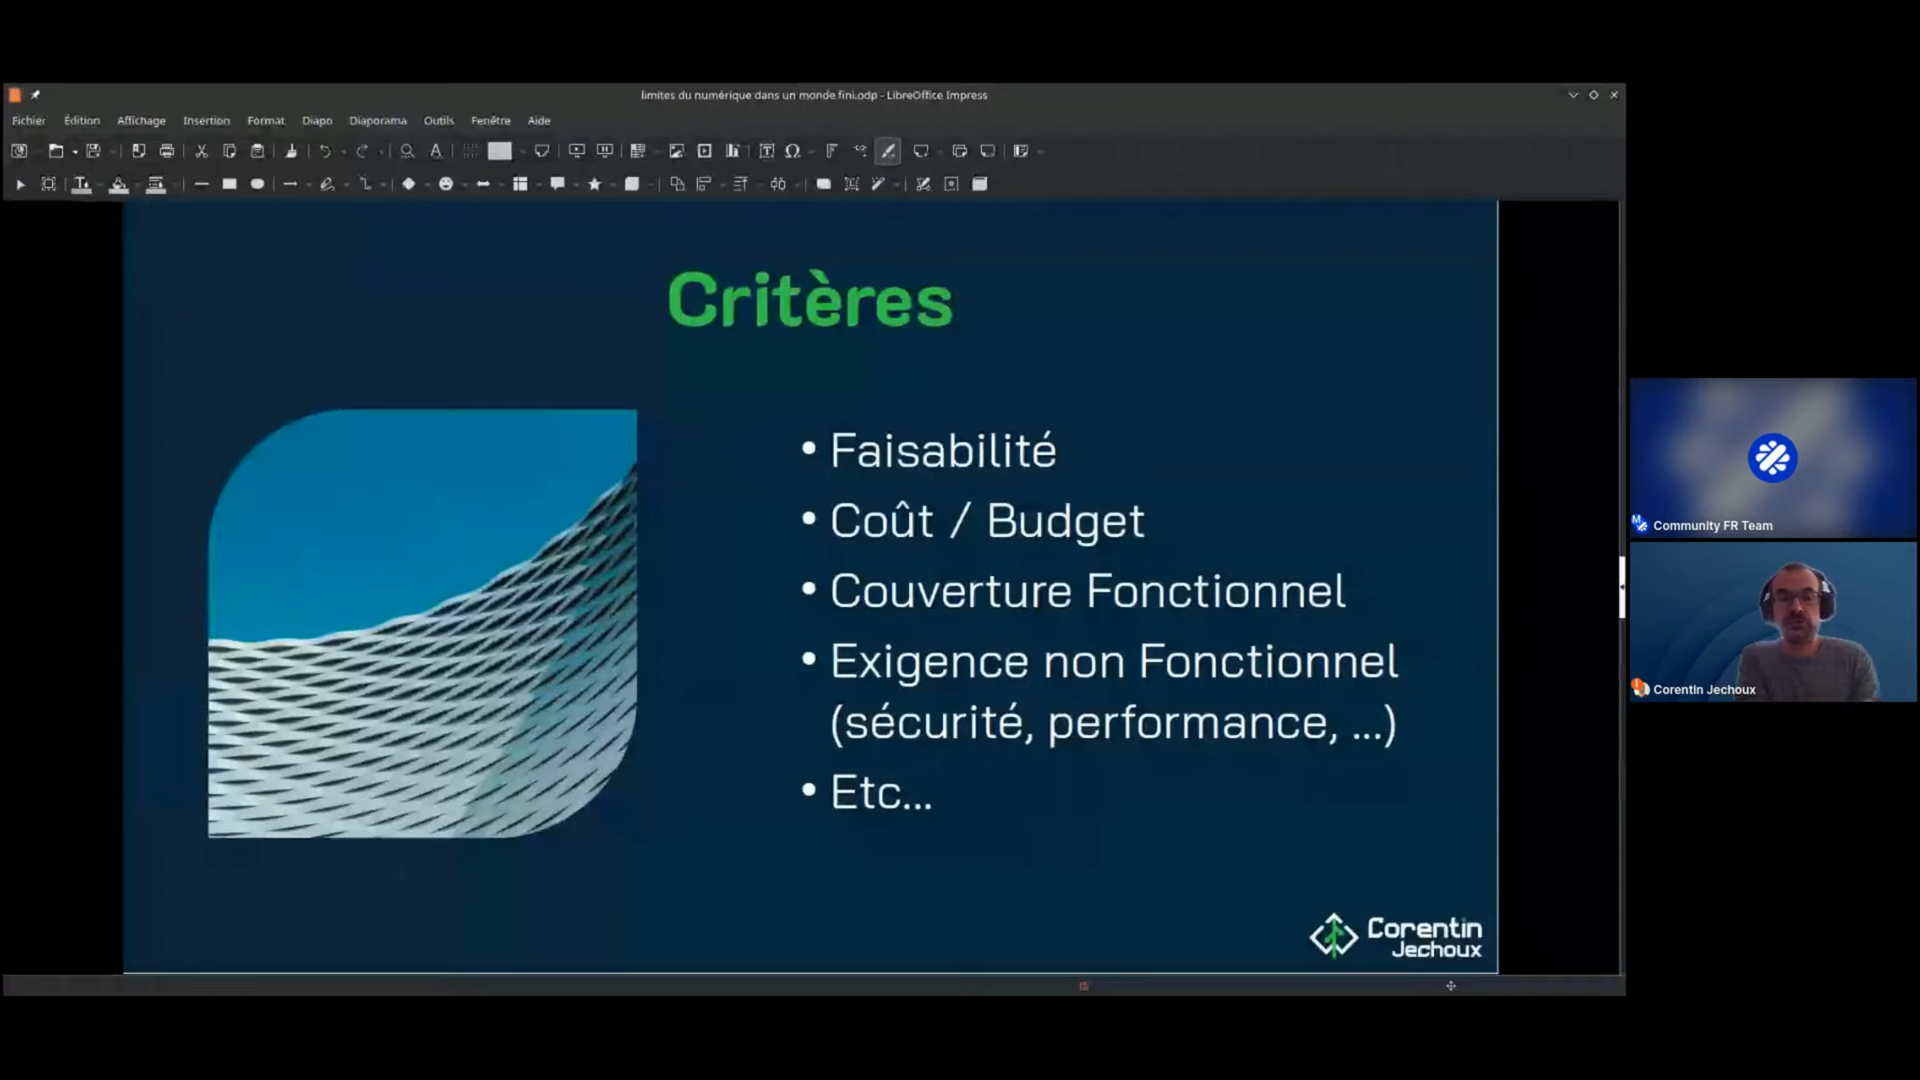 limites du numérique dans un monde fini.odp - LibreOffice Impress
Fichier Édition Affichage Insertion Format Diapo Diaporama Outils Fenêtre Aide
Critères
• Faisabilité
• Coût / Budget
• Couverture Fonctionnel
• Exigence non Fonctionnel
(sécurité, performance, ...)
• Etc...
Corentin
Jechoux
Community FR Team
Corentin Jechoux